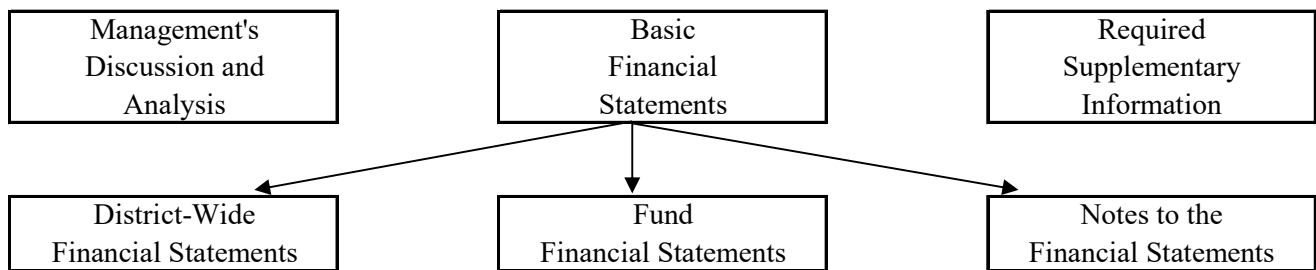 Management's
Discussion and
Analysis
Basic
Financial
Statements
Required
Supplementary
Information
District-Wide
Financial Statements
Fund
Financial Statements
Notes to the
Financial Statements